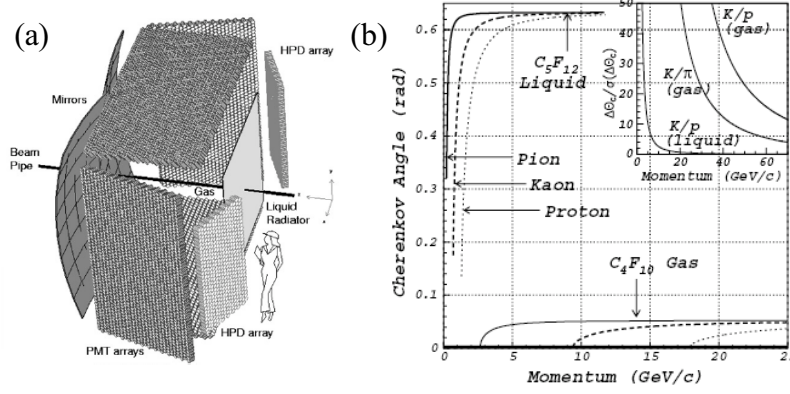 (a)
HPD array
Mirrors
Beam
Pipe
Gas
Liquid
Radiator
HPD array
PMT arrays
(b)
Cherenkov Angle (rad)
0.6
0.5
0.4
0.3
0.2
0.1
0
0
5
10
15
20
25
Momentum (GeV/c)
C5F12
Liquid
Pion
Kaon
Proton
C4F10 Gas
ΔΘc/σ(ΔΘc)
50
40
30
20
10
0
0
20
40
60
Momentum (GeV/c)
K/p
(gas)
K/π
(gas)
K/p
(liquid)